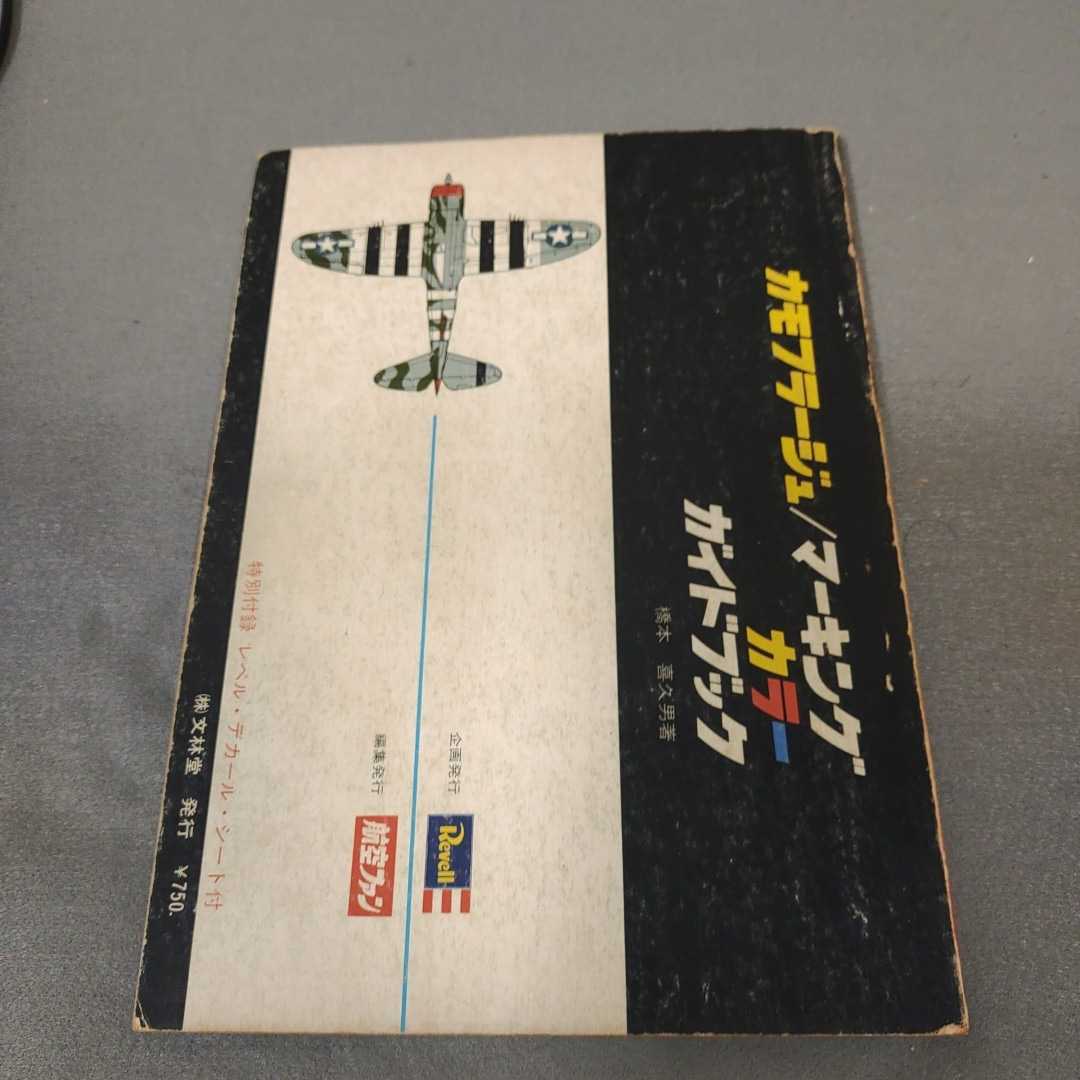 カモフラージュ/マーキング
カラー
ガイドブック
橋本 喜久男著
企画発行
Revell
編集発行
航空ファン
特別付録 レベル・デカール・シート付
(株)文林堂 発行 ¥750.